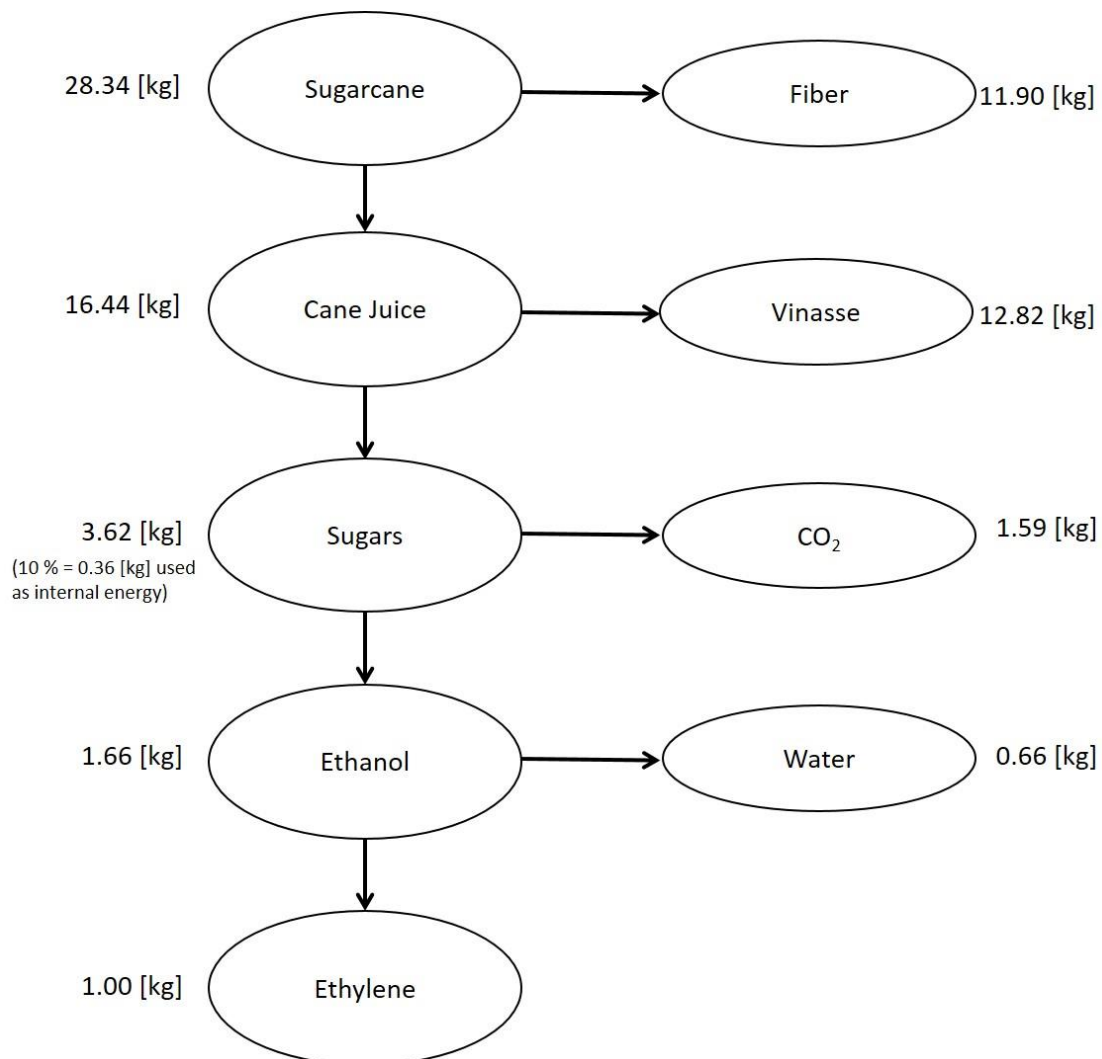 28.34 [kg]
Sugarcane
Fiber
11.90 [kg]
16.44 [kg]
Cane Juice
Vinasse
12.82 [kg]
3.62 [kg]
(10 % = 0.36 [kg] used
as internal energy)
Sugars
CO₂
1.59 [kg]
1.66 [kg]
Ethanol
Water
0.66 [kg]
1.00 [kg]
Ethylene